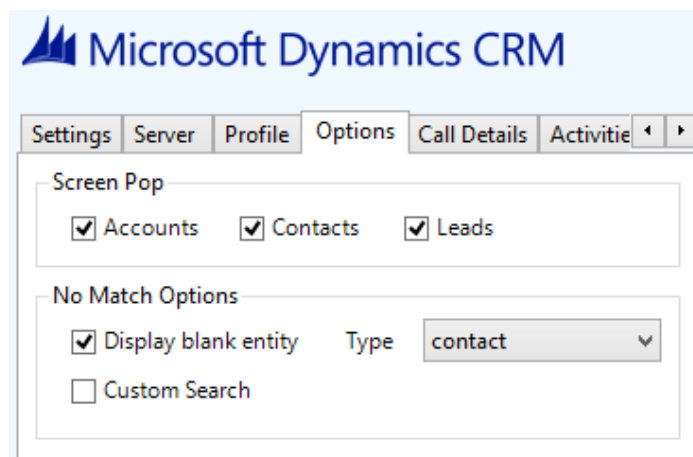 Microsoft Dynamics CRM
Settings Server Profile Options Call Details Activitie
Screen Pop
Accounts Contacts Leads
No Match Options
Display blank entity Type contact
Custom Search